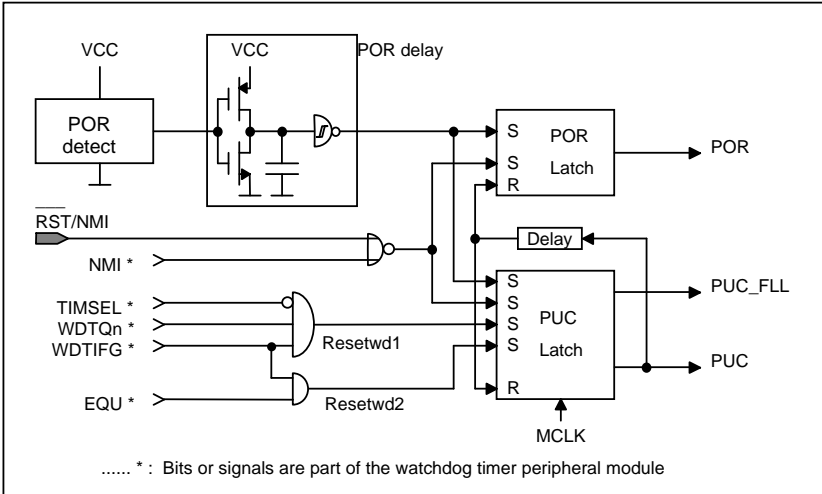 VCC
VCC
POR delay
POR
detect
S
POR
S
Latch
R
POR
RST/NMI
NMI *
Delay
TIMSEL *
WDTQn *
WDTIFG *
EQU *
Resetwd1
Resetwd2
S
S
S
S
R
PUC
Latch
PUC_FLL
PUC
MCLK
...... * : Bits or signals are part of the watchdog timer peripheral module